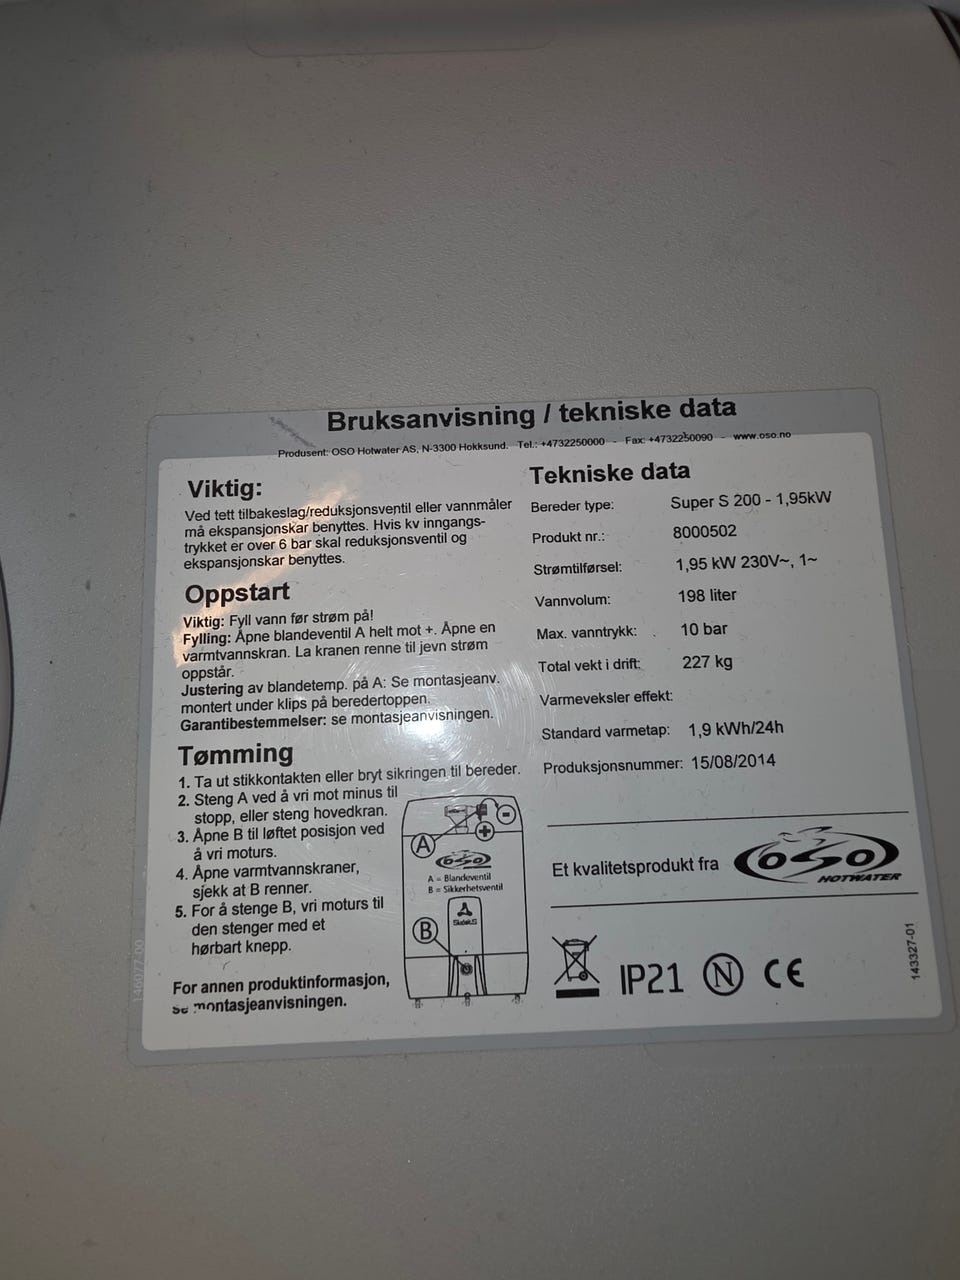 Bruksanvisning / tekniske data
Produsent: OSO Hotwater AS, N-3300 Hokksund. Tel.: +4732250000 - Fax: +4732250090 - www.oso.no
Viktig:
Ved tett tilbakeslag/reduksjonsventil eller vannmåler
må ekspansjonskar benyttes. Hvis kv inngangs-
trykket er over 6 bar skal reduksjonsventil og
ekspansjonskar benyttes.
Oppstart
Viktig: Fyll vann før strøm på!
Fylling: Åpne blandeventil A helt mot +. Åpne en
varmtvannskran. La kranen renne til jevn strøm
oppstår.
Justering av blandetemp. på A: Se montasjeanv.
montert under klips på beredertoppen.
Garantibestemmelser: se montasjeanvisningen.
Tømming
1. Ta ut stikkontakten eller bryt sikringen til bereder.
2. Steng A ved å vri mot minus til
stopp, eller steng hovedkran.
3. Åpne B til løftet posisjon ved
å vri moturs.
4. Åpne varmtvannskraner,
sjekk at B renner.
5. For å stenge B, vri moturs til
den stenger med et
hørbart knepp.
For annen produktinformasjon,
Se montasjeanvisningen.
A
- 
+
OSO
A = Blandeventil
B = Sikkerhetsventil
B
Tekniske data
Bereder type: Super S 200 - 1,95kW
Produkt nr.: 8000502
Strømtilførsel: 1,95 kW 230V~, 1~
Vannvolum: 198 liter
Max. vanntrykk: 10 bar
Total vekt i drift: 227 kg
Varmeveksler effekt:
Standard varmetap: 1,9 kWh/24h
Produksjonsnummer: 15/08/2014
Et kvalitetsprodukt fra OSO
HOTWATER
IP21 N CE
143327-01
146077-00